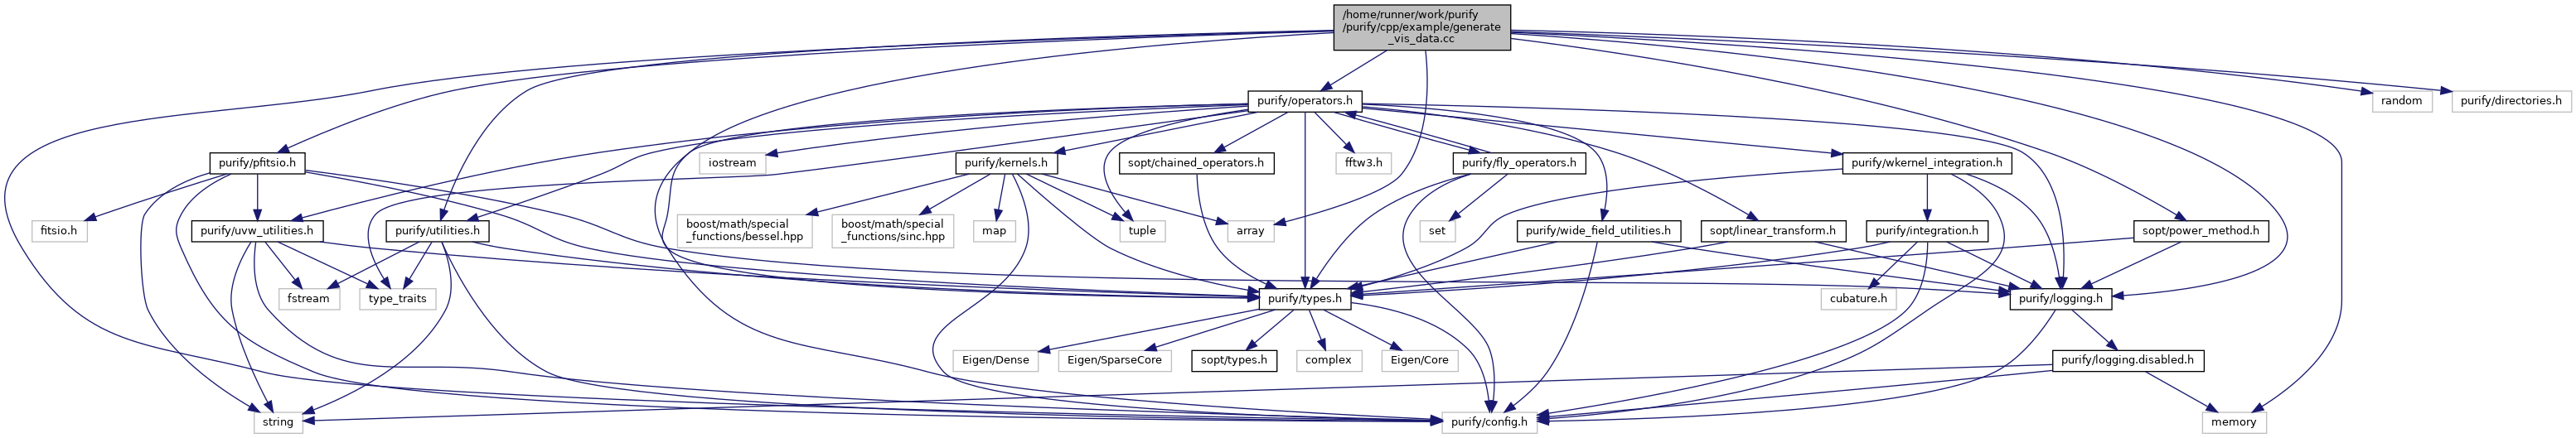 /home/runner/work/purify
/purify/cpp/example/generate
_vis_data.cc
purify/operators.h
random
purify/directories.h
purify/pfitsio.h
iostream
purify/kernels.h
sopt/chained_operators.h
fftw3.h
purify/fly_operators.h
purify/wkernel_integration.h
fitsio.h
purify/uvw_utilities.h
purify/utilities.h
boost/math/special
_functions/bessel.hpp
boost/math/special
_functions/sinc.hpp
map
tuple
array
set
purify/wide_field_utilities.h
sopt/linear_transform.h
purify/integration.h
sopt/power_method.h
fstream
type_traits
purify/types.h
cubature.h
purify/logging.h
Eigen/Dense
Eigen/SparseCore
sopt/types.h
complex
Eigen/Core
purify/logging.disabled.h
string
purify/config.h
memory